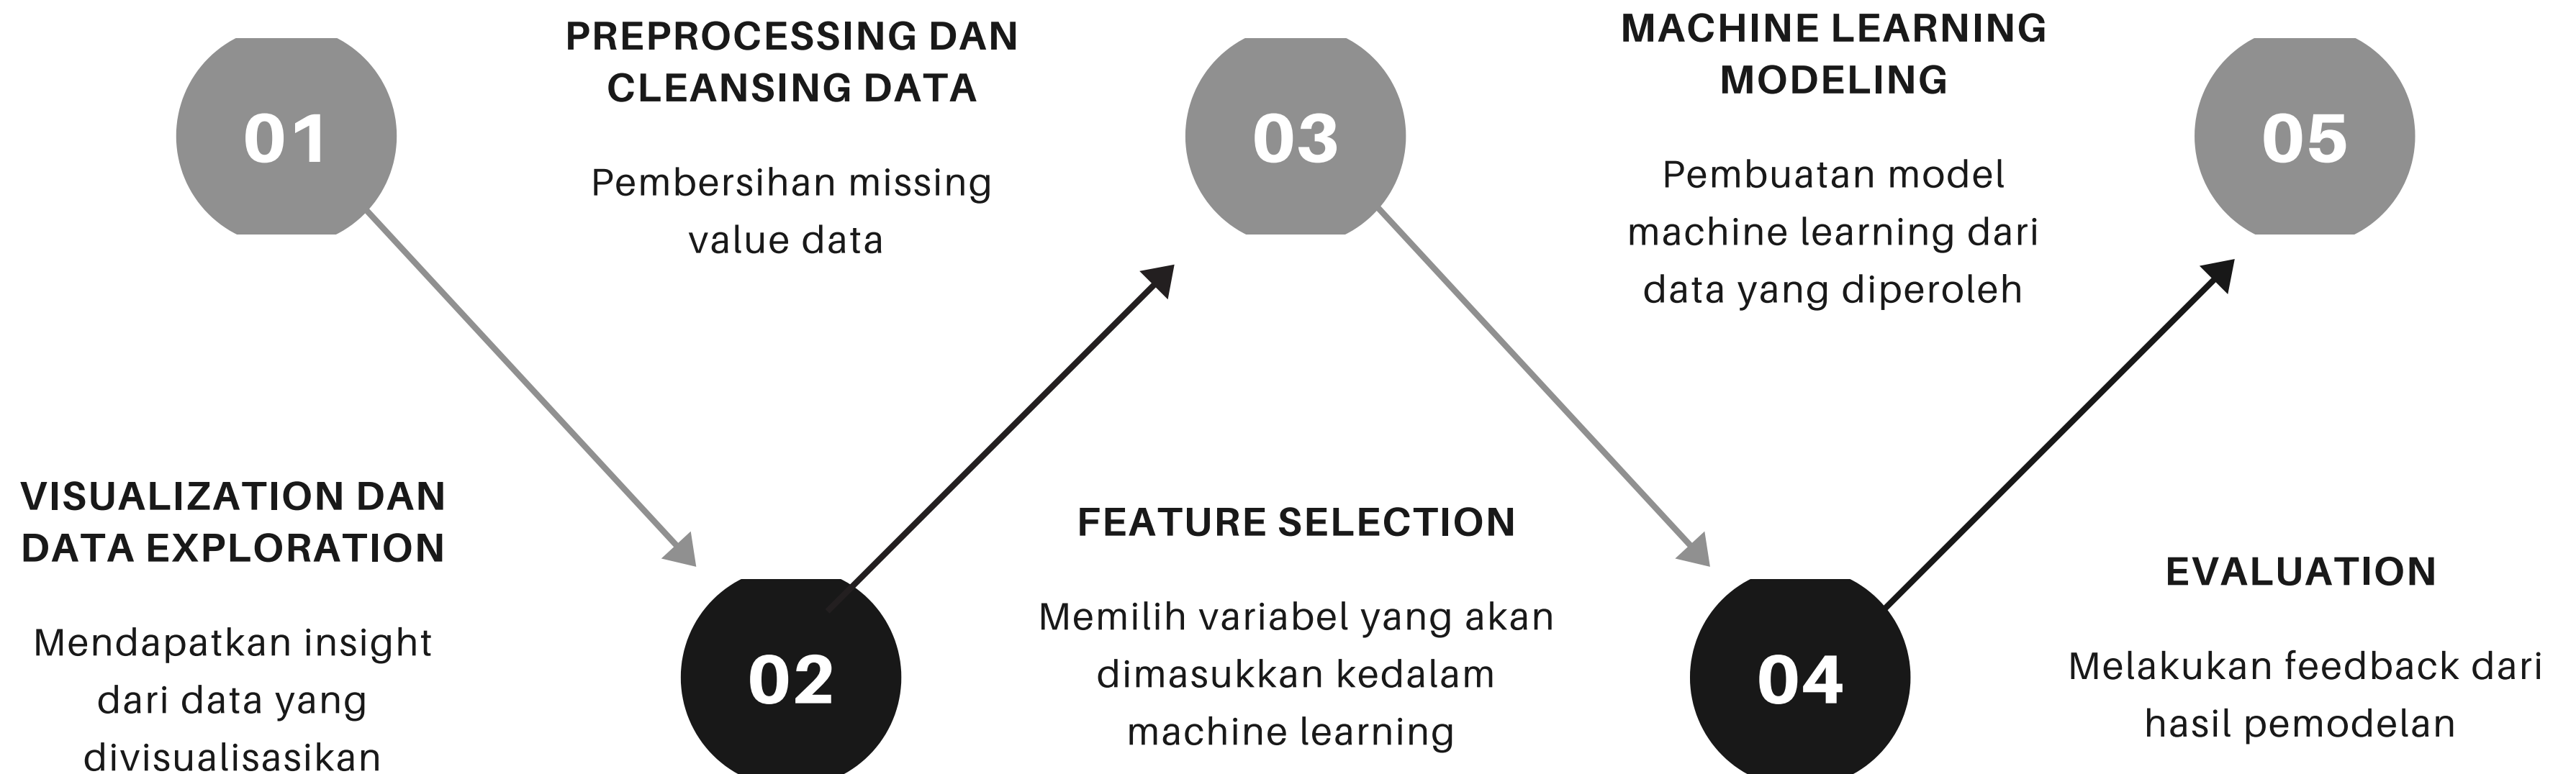 01
VISUALIZATION DAN
DATA EXPLORATION
Mendapatkan insight
dari data yang
divisualisasikan
PREPROCESSING DAN
CLEANSING DATA
Pembersihan missing
value data
02
03
FEATURE SELECTION
Memilih variabel yang akan
dimasukkan kedalam
machine learning
MACHINE LEARNING
MODELING
Pembuatan model
machine learning dari
data yang diperoleh
04
05
EVALUATION
Melakukan feedback dari
hasil pemodelan